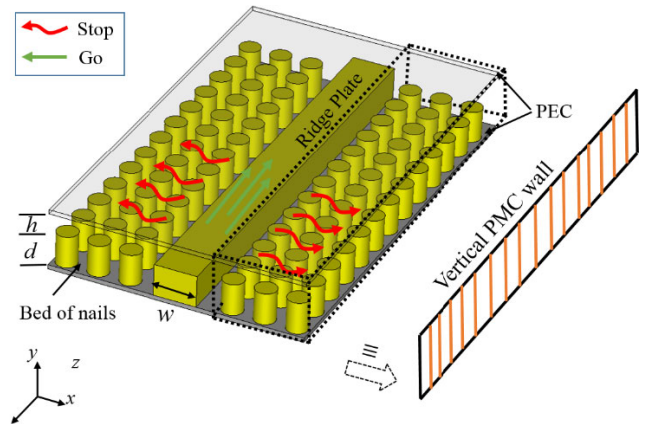 Stop
Go
Ridge Plate
PEC
Vertical PMC wall
h
d
Bed of nails
w
≡
y
z
x